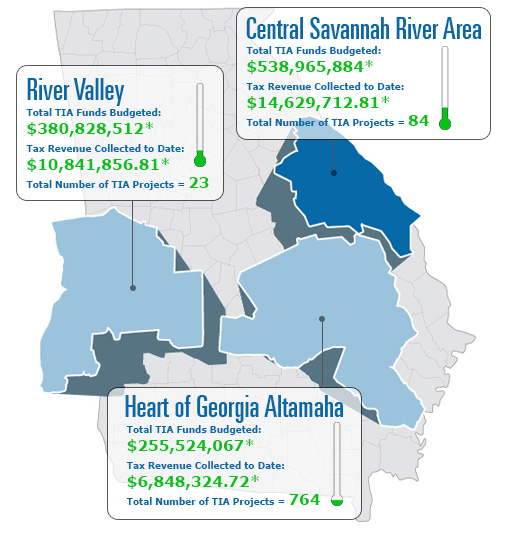 Central Savannah River Area
Total TIA Funds Budgeted:
$538,965,884*
Tax Revenue Collected to Date:
$14,629,712.81*
Total Number of TIA Projects = 84
River Valley
Total TIA Funds Budgeted:
$380,828,512*
Tax Revenue Collected to Date:
$10,841,856.81*
Total Number of TIA Projects = 23
Heart of Georgia Altamaha
Total TIA Funds Budgeted:
$255,524,067*
Tax Revenue Collected to Date:
$6,848,324.72*
Total Number of TIA Projects = 764